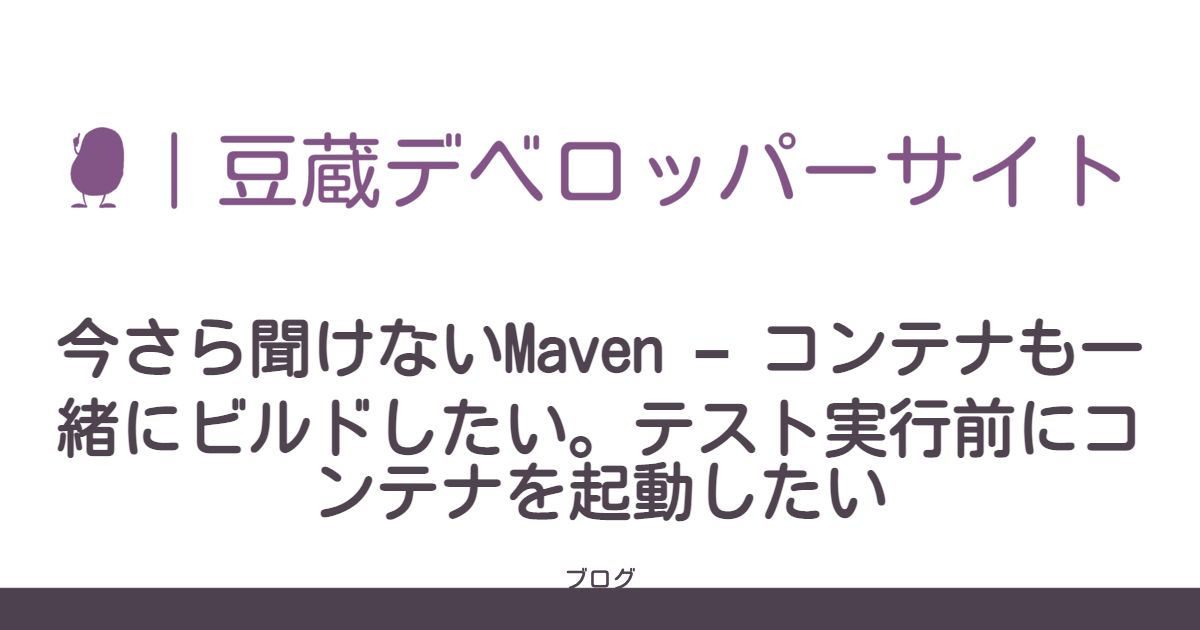 |豆蔵デベロッパーサイト
今さら聞けないMaven – コンテナも一
緒にビルドしたい。テスト実行前にコ
ンテナを起動したい
ブログ